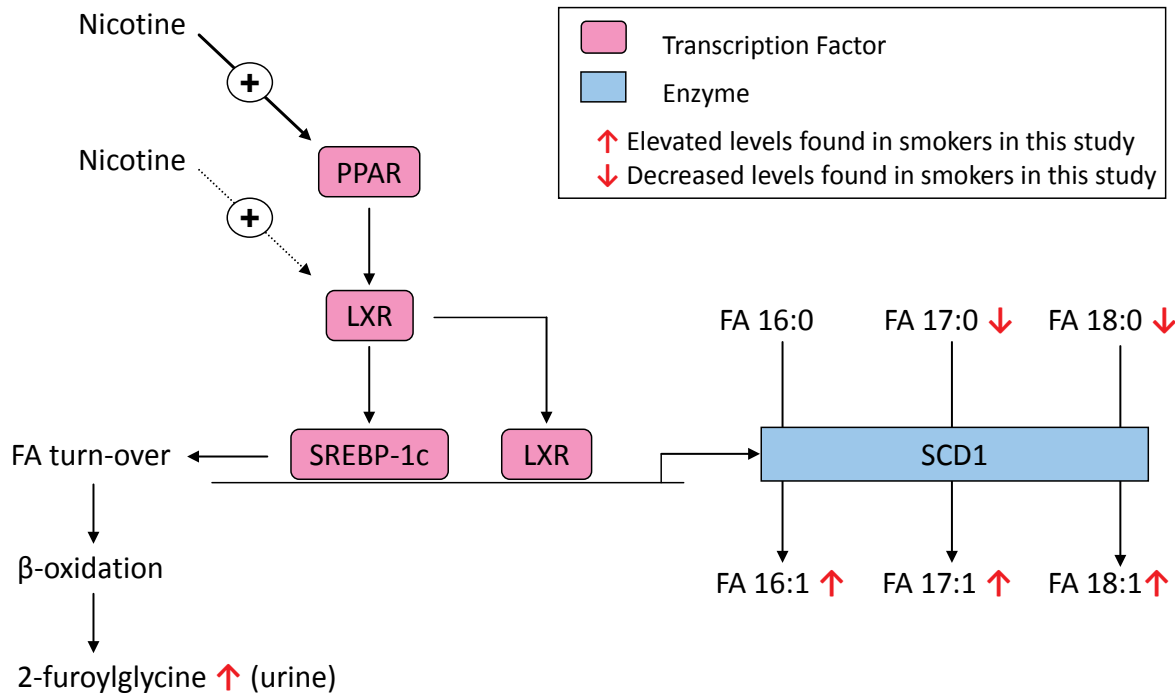 Nicotine
+
Nicotine
+
PPAR
LXR
SREBP-1c
LXR
FA turn-over
β-oxidation
2-furoylglycine ↑ (urine)
Transcription Factor
Enzyme
↑ Elevated levels found in smokers in this study
↓ Decreased levels found in smokers in this study
FA 16:0
FA 17:0 ↓
FA 18:0 ↓
SCD1
FA 16:1 ↑
FA 17:1 ↑
FA 18:1 ↑